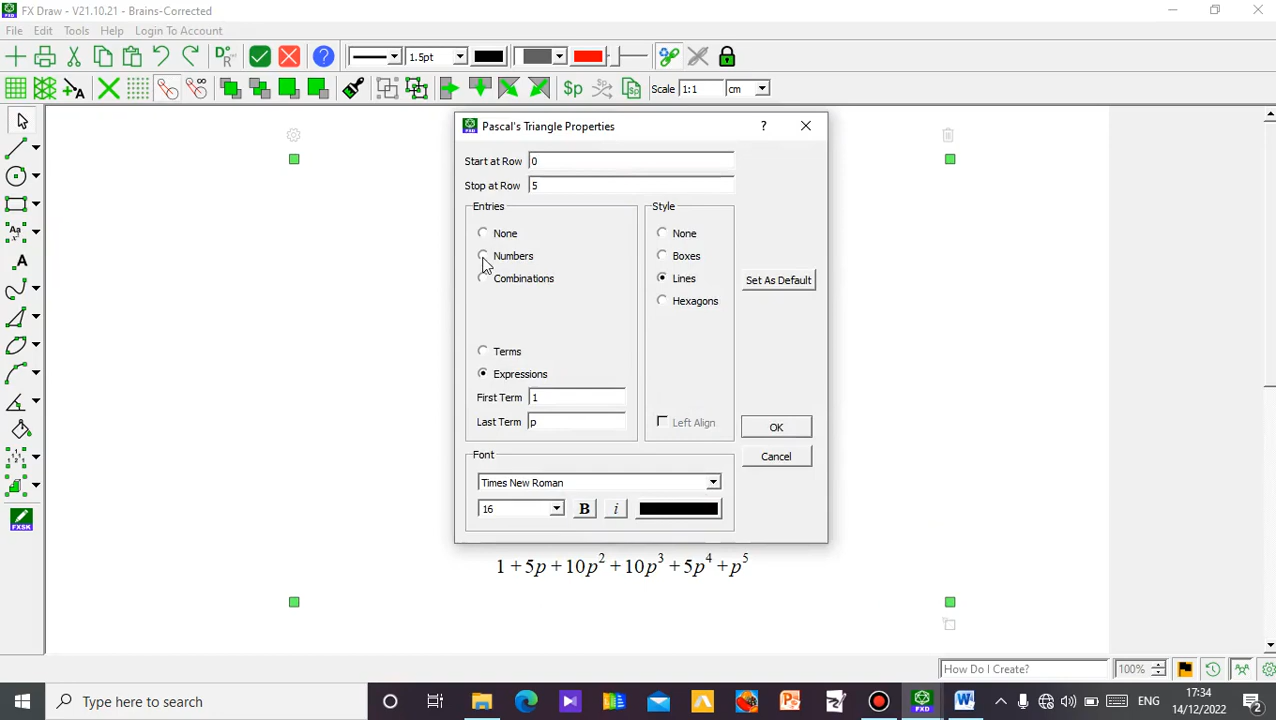 FX Draw - V21.10.21 - Brains-Corrected
File Edit Tools Help Login To Account
1.5pt
Scale 1:1 cm
Pascal's Triangle Properties ?
Start at Row 0
Stop at Row 5
Entries
None
Numbers
Combinations
Terms
Expressions
First Term 1
Last Term p
Style
None
Boxes
Lines
Hexagons
Left Align
Set As Default
OK
Cancel
Font
Times New Roman
16 B i
1 + 5p + 10p² + 10p³ + 5p⁴ + p⁵
How Do I Create? 100%
FXSK
Type here to search
ENG
17:34
14/12/2022
2